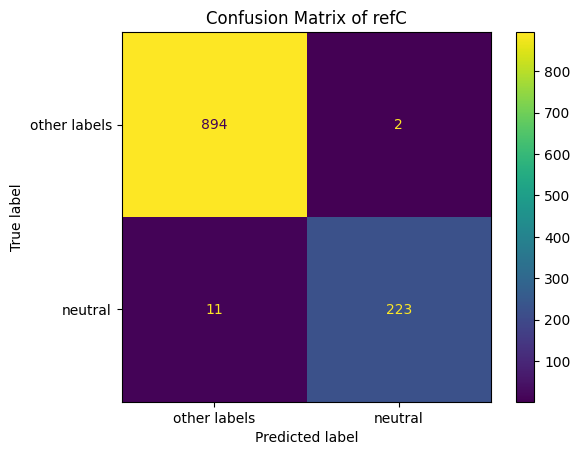 Confusion Matrix of refC
True label
other labels
neutral
894
2
11
223
other labels
neutral
Predicted label
800
700
600
500
400
300
200
100